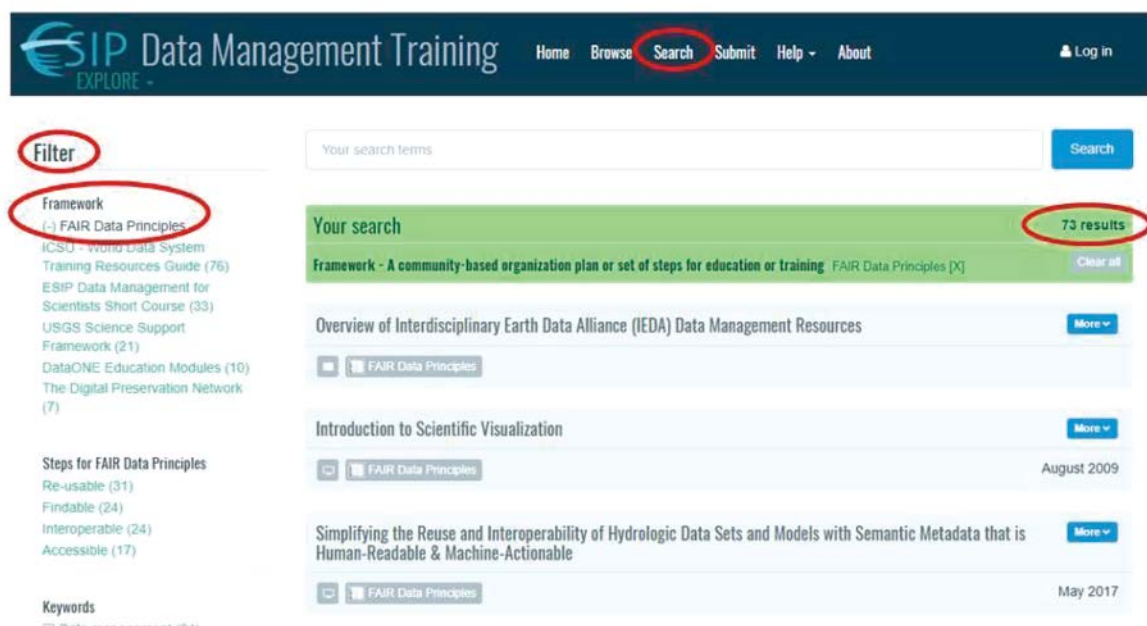 ESIP Data Management Training
EXPLORE
Home Browse Search Submit Help About
Log in
Filter
Your search terms
Search
Framework
(-) FAIR Data Principles
ICSU - World Data System
Training Resources Guide (76)
ESIP Data Management for
Scientists Short Course (33)
USGS Science Support
Framework (21)
DataONE Education Modules (10)
The Digital Preservation Network
(7)
Steps for FAIR Data Principles
Re-usable (31)
Findable (24)
Interoperable (24)
Accessible (17)
Keywords
Your search
73 results
Framework - A community-based organization plan or set of steps for education or training FAIR Data Principles [X]
Clear all
Overview of Interdisciplinary Earth Data Alliance (IEDA) Data Management Resources
More
FAIR Data Principles
Introduction to Scientific Visualization
More
FAIR Data Principles
August 2009
Simplifying the Reuse and Interoperability of Hydrologic Data Sets and Models with Semantic Metadata that is
Human-Readable & Machine-Actionable
More
FAIR Data Principles
May 2017